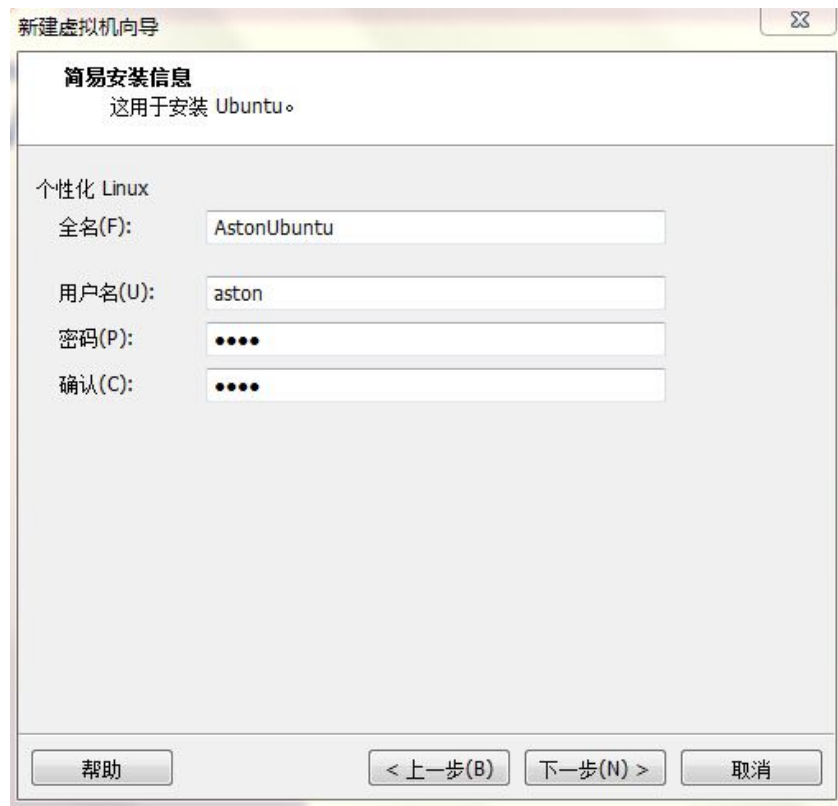 新建虚拟机向导
简易安装信息
这用于安装 Ubuntu。
个性化 Linux
全名(F): AstonUbuntu
用户名(U): aston
密码(P): ●●●●
确认(C): ●●●●
帮助 < 上一步(B) 下一步(N) > 取消